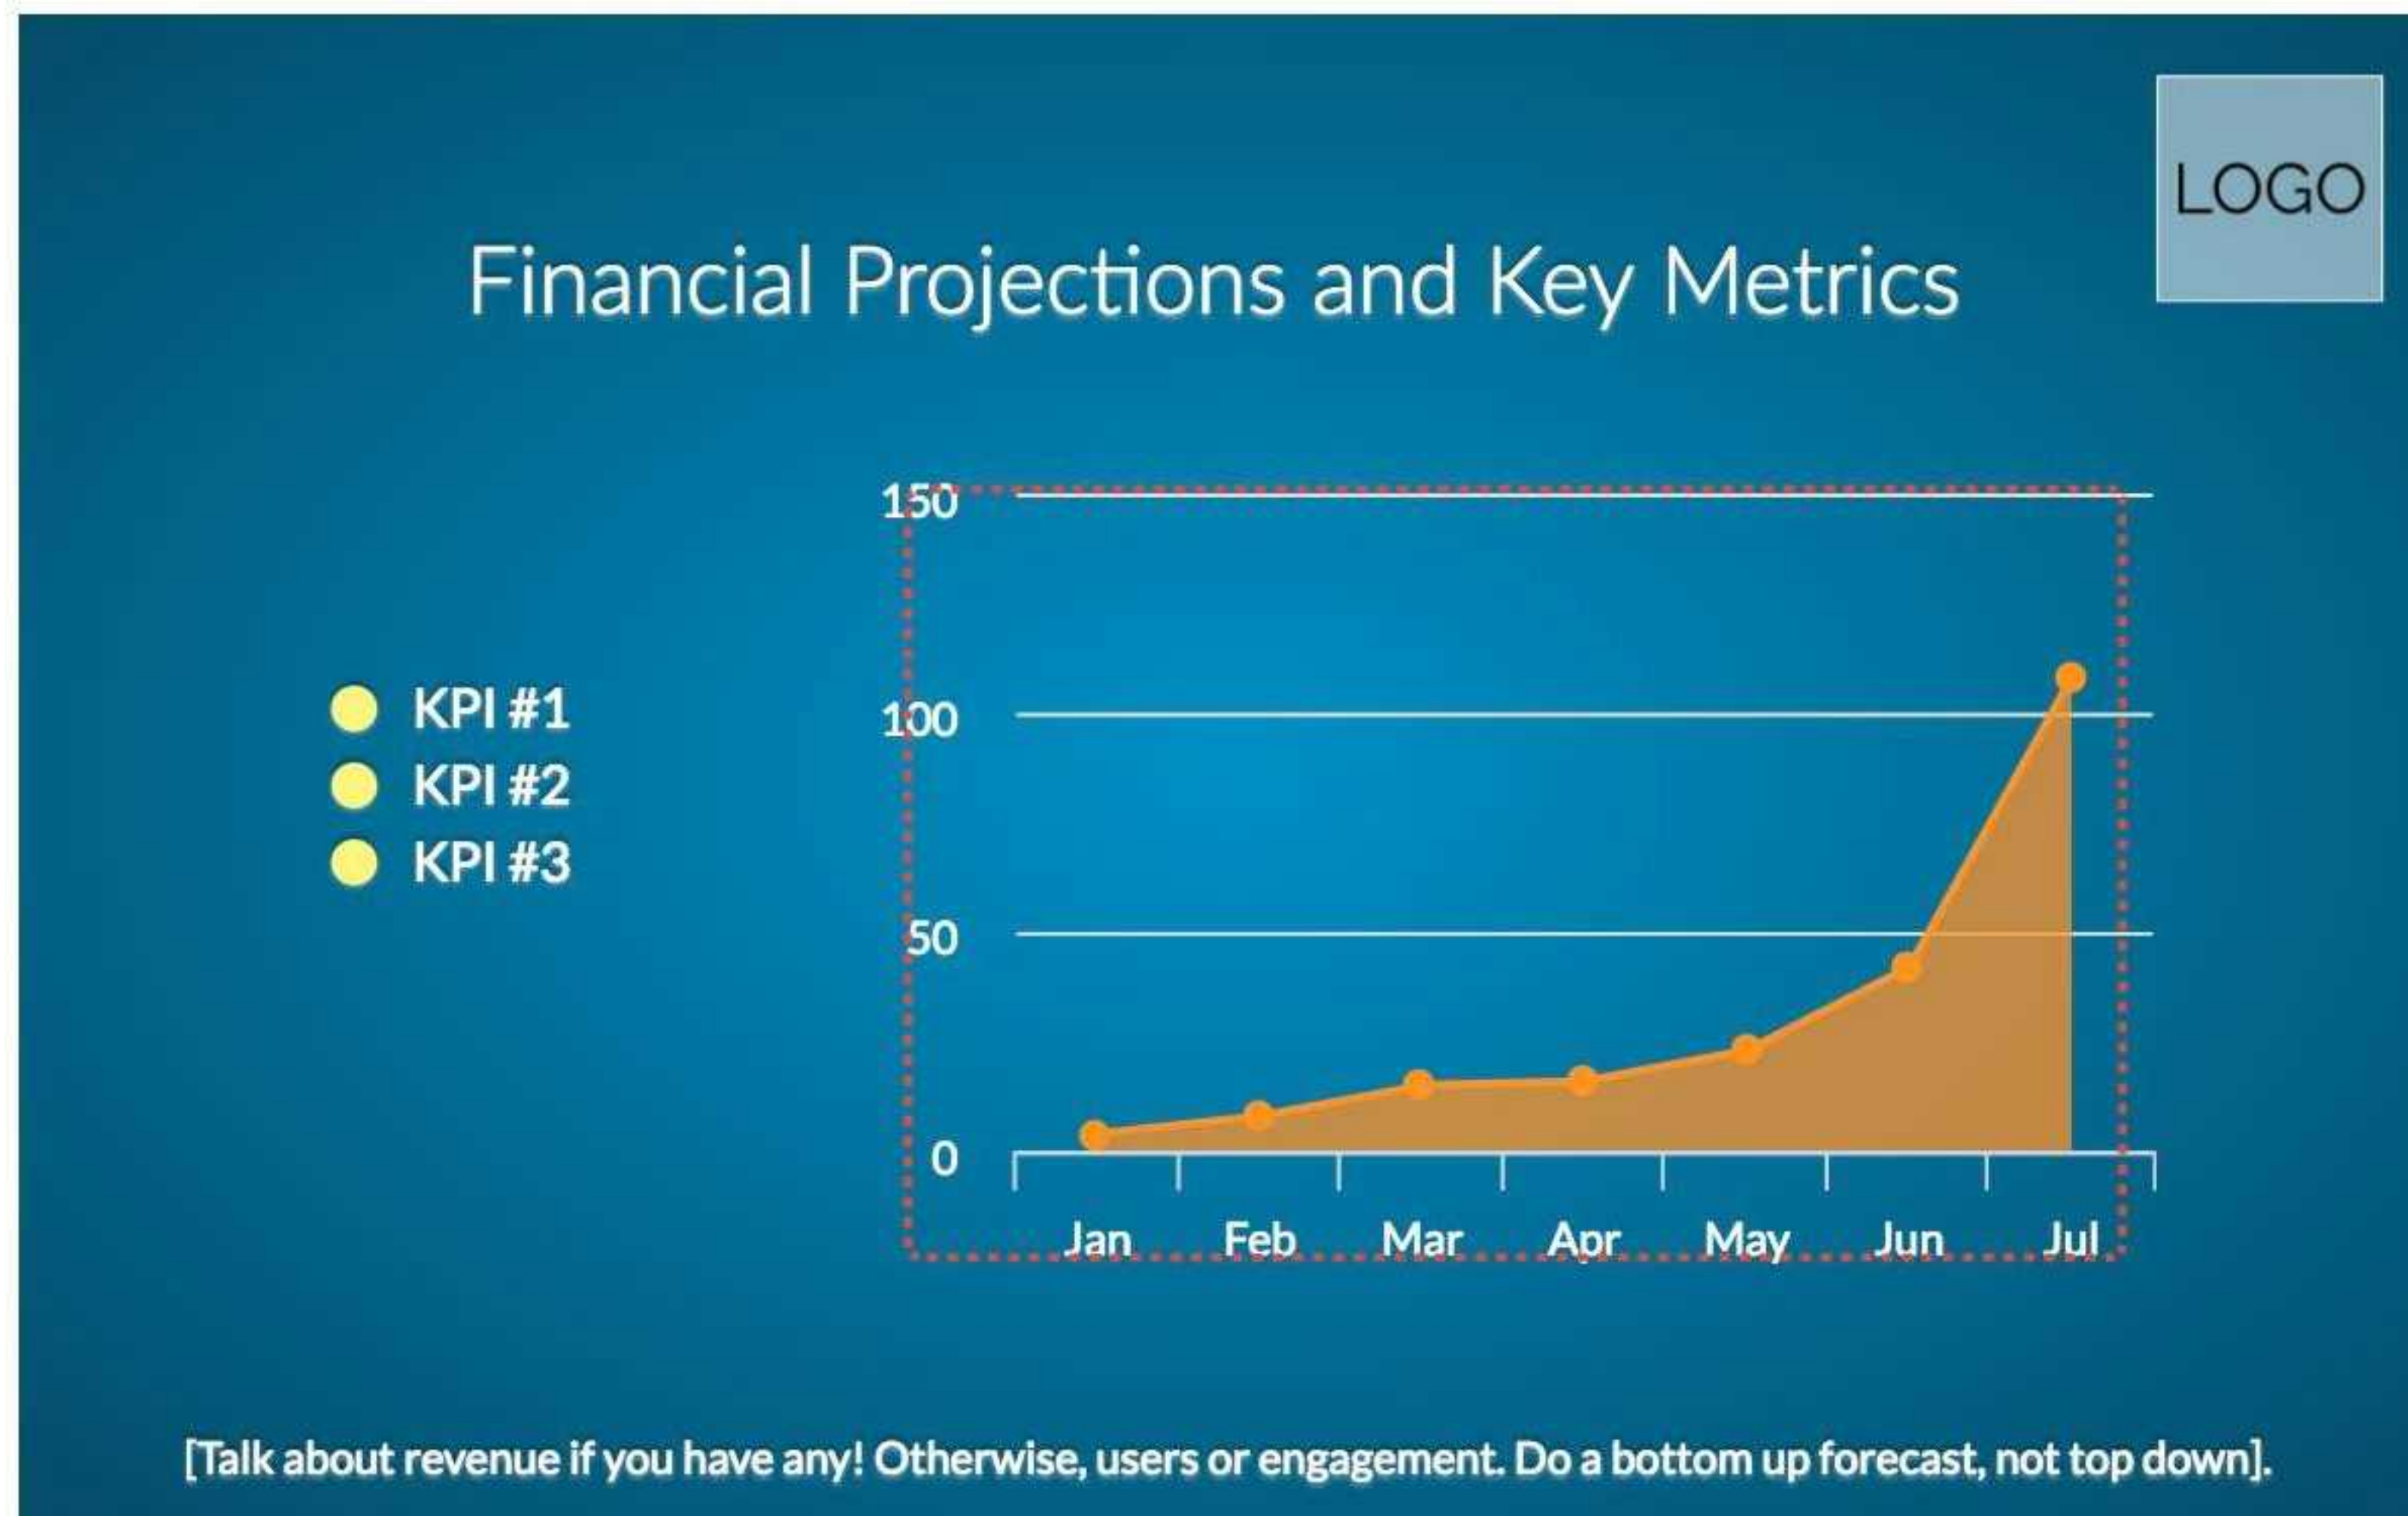 LOGO
Financial Projections and Key Metrics
KPI #1
KPI #2
KPI #3
150
100
50
0
Jan Feb Mar Apr May Jun Jul
[Talk about revenue if you have any! Otherwise, users or engagement. Do a bottom up forecast, not top down].